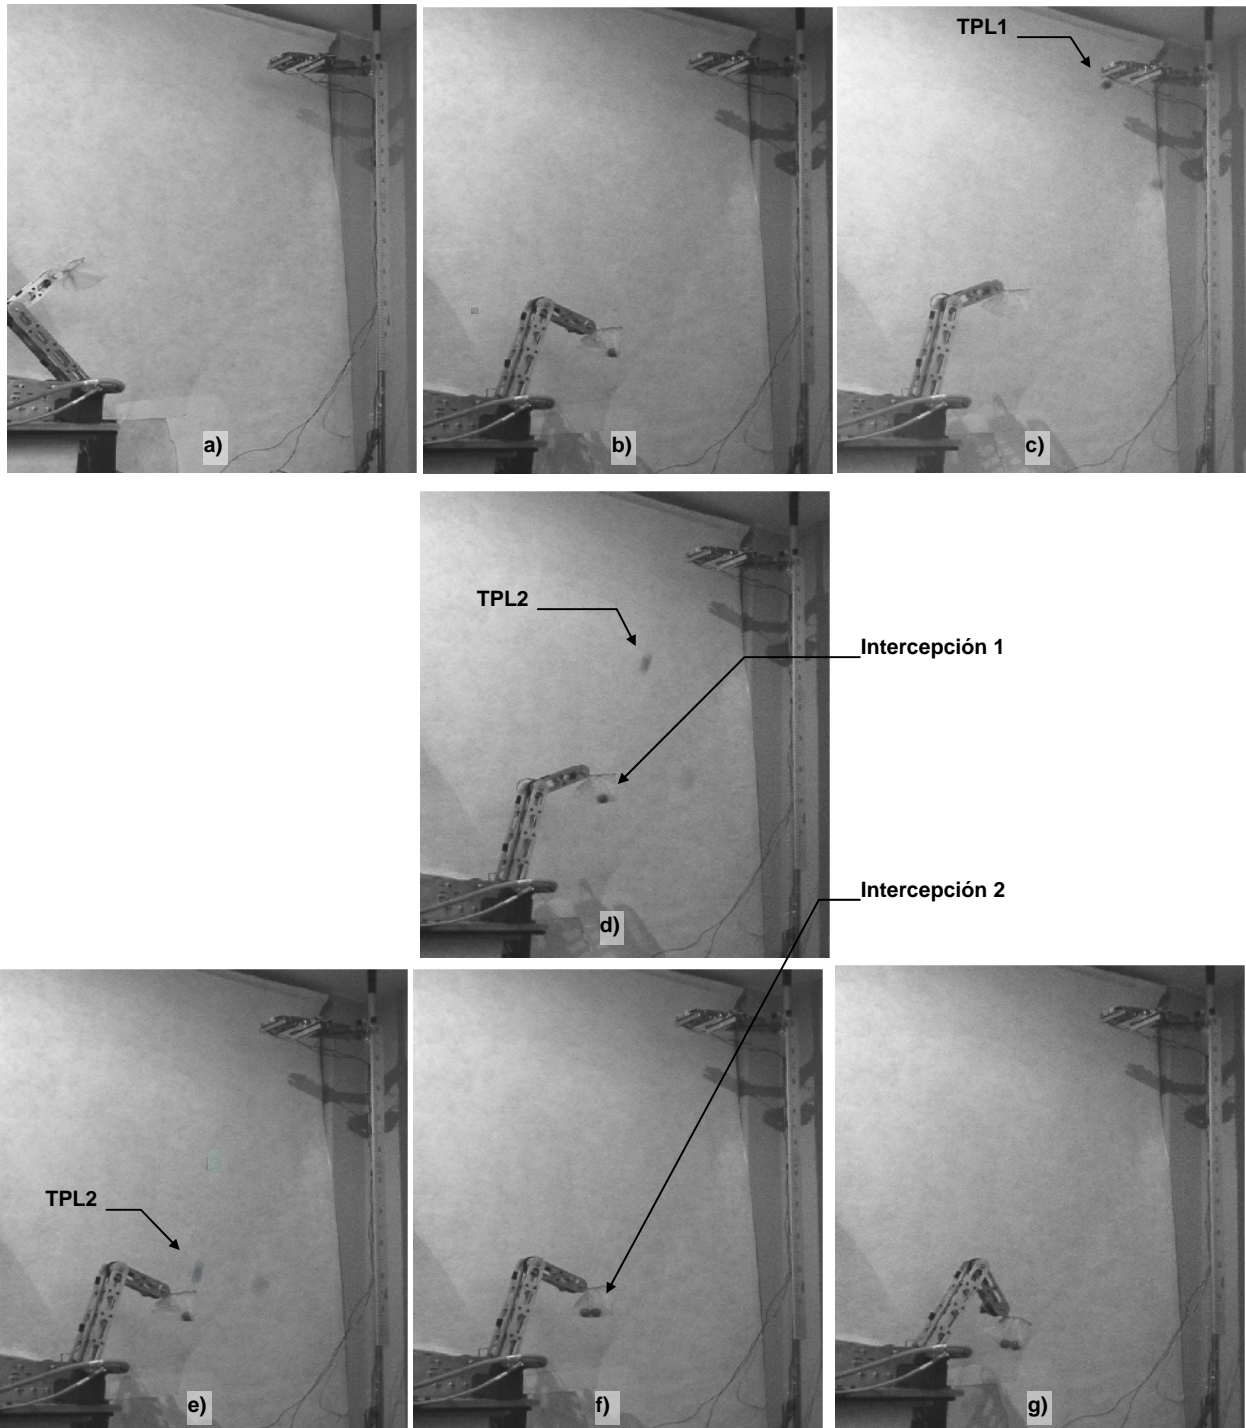 TPL1
a)
b)
c)
TPL2
Intercepción 1
Intercepción 2
d)
TPL2
e)
f)
g)